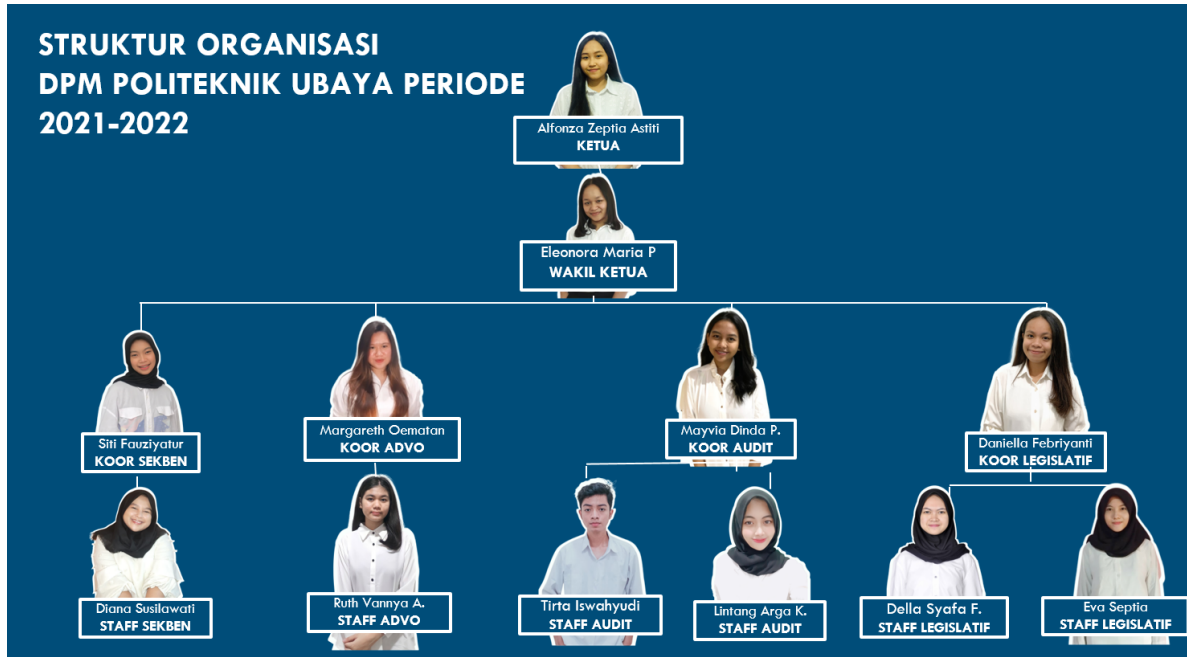 STRUKTUR ORGANISASI
DPM POLITEKNIK UBAYA PERIODE
2021-2022
Alfonza Zeptia Astiti
KETUA
Eleonora Maria P
WAKIL KETUA
Siti Fauziyatur
KOOR SEKBEN
Margareth Oematan
KOOR ADVO
Mayvia Dinda P.
KOOR AUDIT
Daniella Febriyanti
KOOR LEGISLATIF
Diana Susilawati
STAFF SEKBEN
Ruth Vannya A.
STAFF ADVO
Tirta Iswahyudi
STAFF AUDIT
Lintang Arga K.
STAFF AUDIT
Della Syafa F.
STAFF LEGISLATIF
Eva Septia
STAFF LEGISLATIF